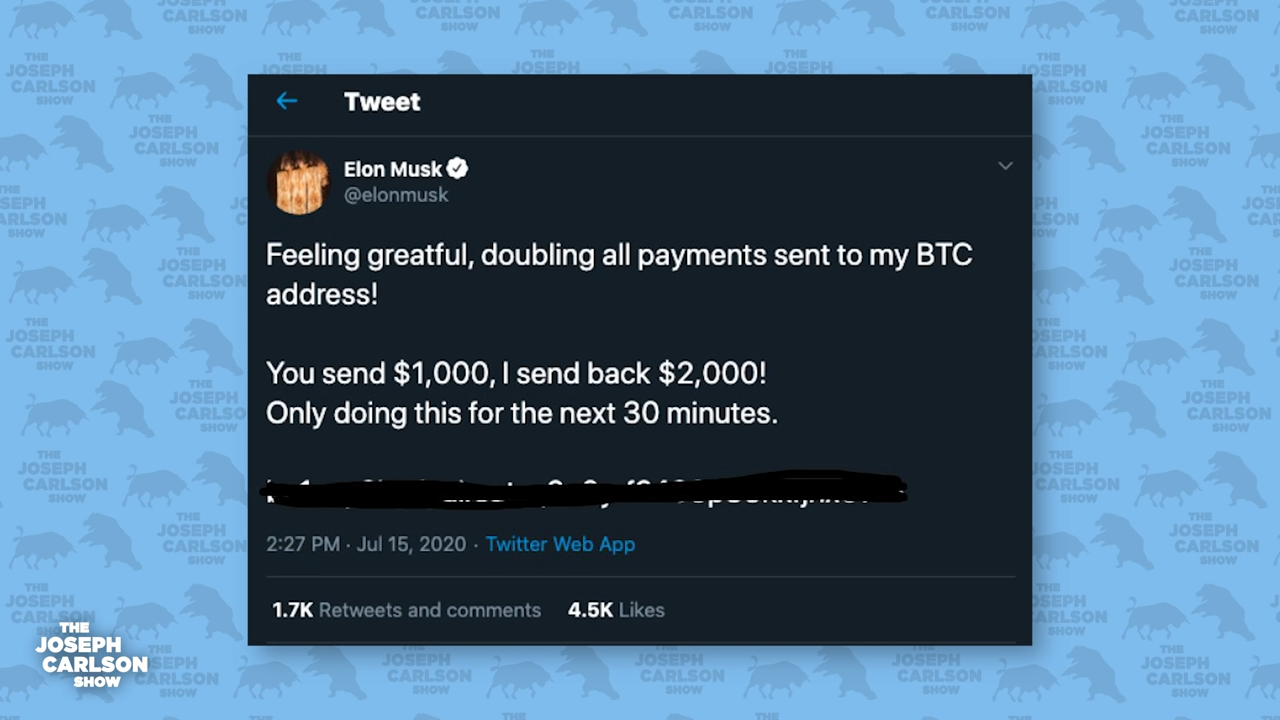 Tweet
Elon Musk
@elonmusk
Feeling greatful, doubling all payments sent to my BTC
address!
You send $1,000, I send back $2,000!
Only doing this for the next 30 minutes.
2:27 PM · Jul 15, 2020 · Twitter Web App
1.7K Retweets and comments 4.5K Likes
THE
JOSEPH
CARLSON
SHOW